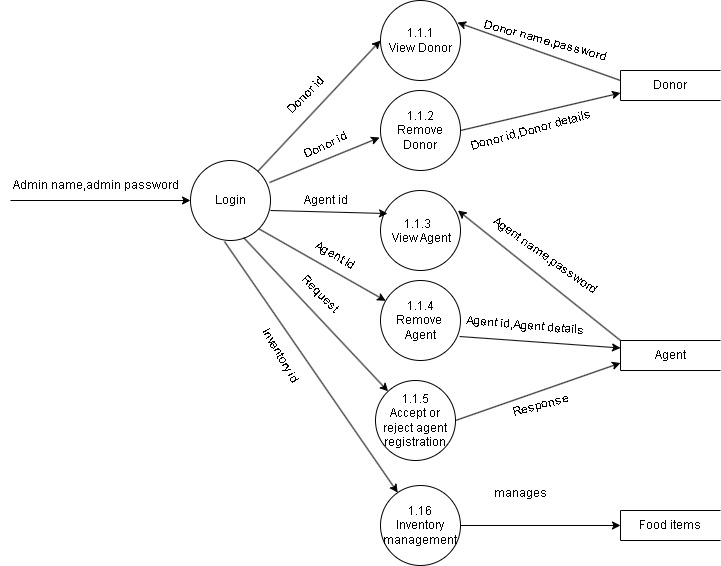 1.1.1
View Donor
Donor name,password
Donor
Donor id
1.1.2
Remove
Donor
Donor id
Donor id,Donor details
Admin name,admin password
Login
Agent id
1.1.3
View Agent
Agent name,password
Agent id
1.1.4
Remove
Agent
Agent id,Agent details
Agent
Request
1.1.5
Accept or
reject agent
registration
Response
Inventory id
1.16
Inventory
management
manages
Food items